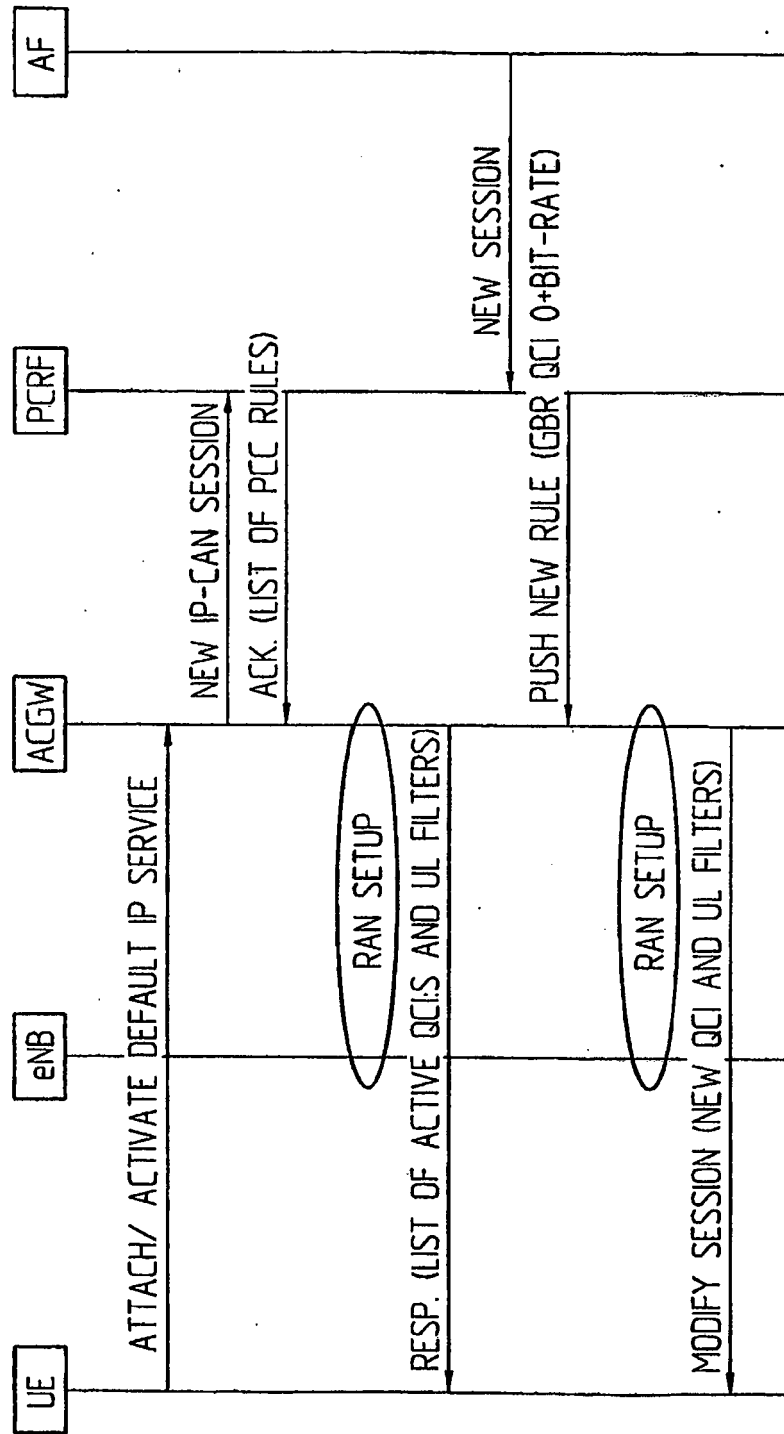 UE
eNB
ACGW
PCRF
AF
ATTACH/ ACTIVATE DEFAULT IP SERVICE
NEW IP-CAN SESSION
ACK. (LIST OF PCC RULES)
RAN SETUP
RESP. (LIST OF ACTIVE QCI:S AND UL FILTERS)
NEW SESSION
PUSH NEW RULE (GBR QCI 0+BIT-RATE)
RAN SETUP
MODIFY SESSION (NEW QCI AND UL FILTERS)